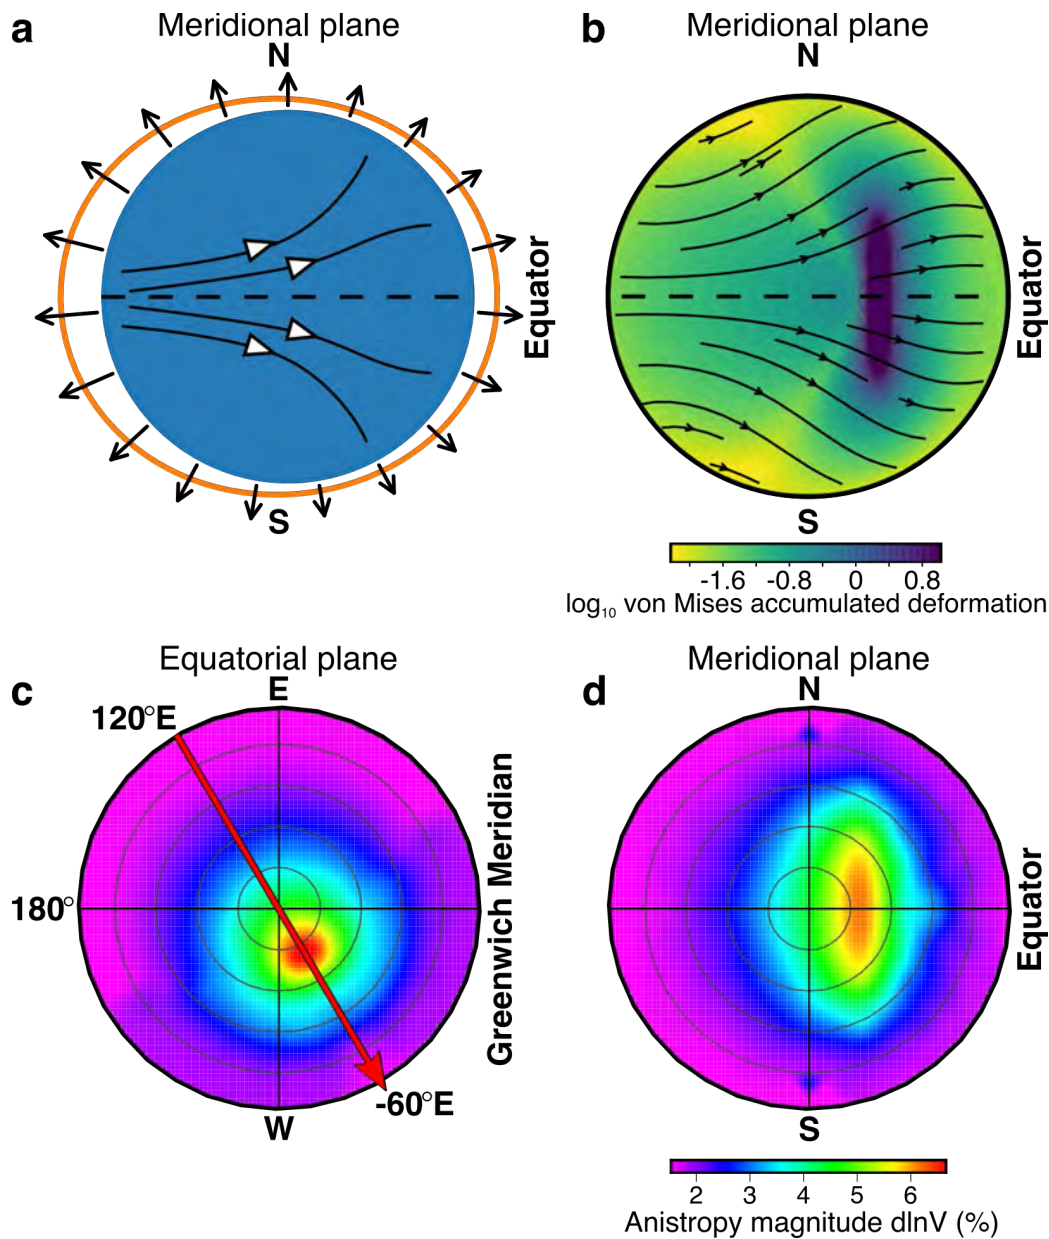 a
Meridional plane
N
Equator
S
b
Meridional plane
N
Equator
S
-1.6 -0.8 0 0.8
log₁₀ von Mises accumulated deformation
c
Equatorial plane
E
120°E
180°
Greenwich Meridian
-60°E
W
d
Meridional plane
N
Equator
S
2 3 4 5 6
Anistropy magnitude dlnV (%)